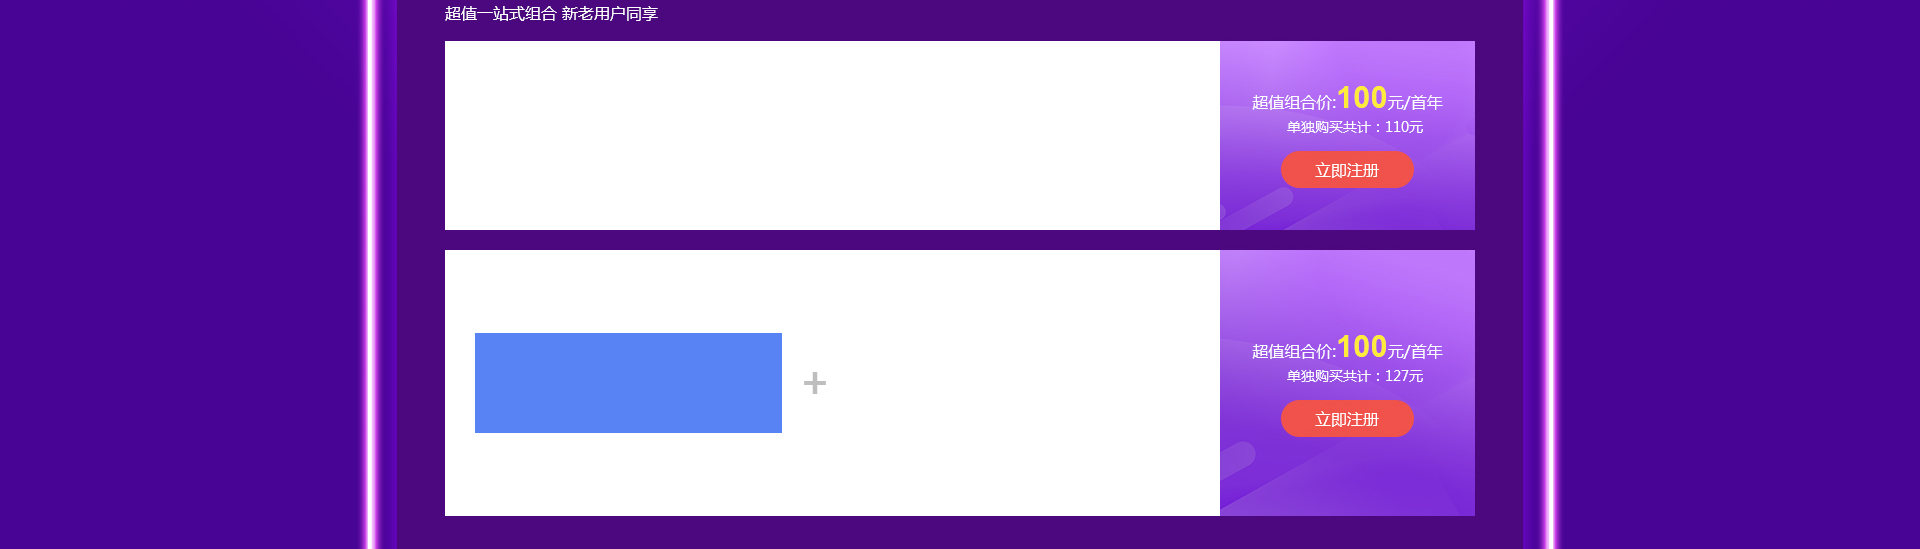 超值一站式组合 新老用户同享
超值组合价:100元/首年
单独购买共计：110元
立即注册
+
超值组合价:100元/首年
单独购买共计：127元
立即注册